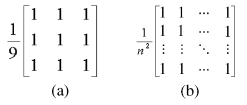 1/9 [1 1 1
1 1 1
1 1 1]
(a)
1/n² [1 1 ⋯ 1
1 1 ⋯ 1
⋮ ⋮ ⋱ ⋮
1 1 ⋯ 1]
(b)